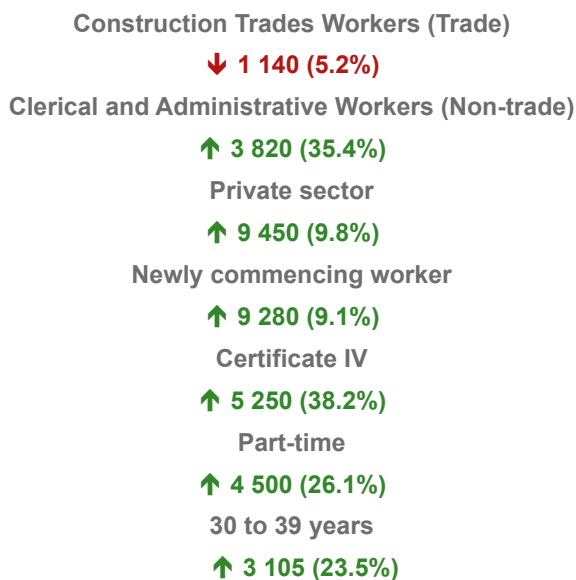 Construction Trades Workers (Trade)
↓ 1 140 (5.2%)
Clerical and Administrative Workers (Non-trade)
↑ 3 820 (35.4%)
Private sector
↑ 9 450 (9.8%)
Newly commencing worker
↑ 9 280 (9.1%)
Certificate IV
↑ 5 250 (38.2%)
Part-time
↑ 4 500 (26.1%)
30 to 39 years
↑ 3 105 (23.5%)